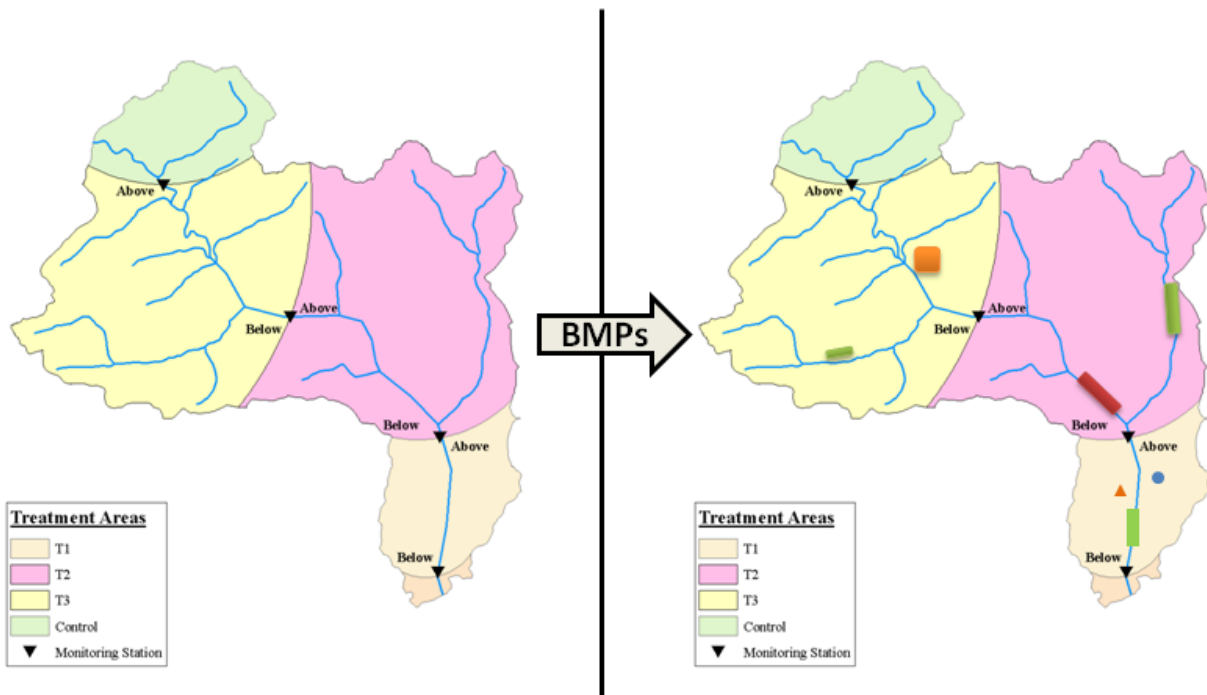 Above
Above
Below
Below
Above
Below
Treatment Areas
T1
T2
T3
Control
Monitoring Station
BMPs
Above
Above
Below
Below
Above
Below
Treatment Areas
T1
T2
T3
Control
Monitoring Station